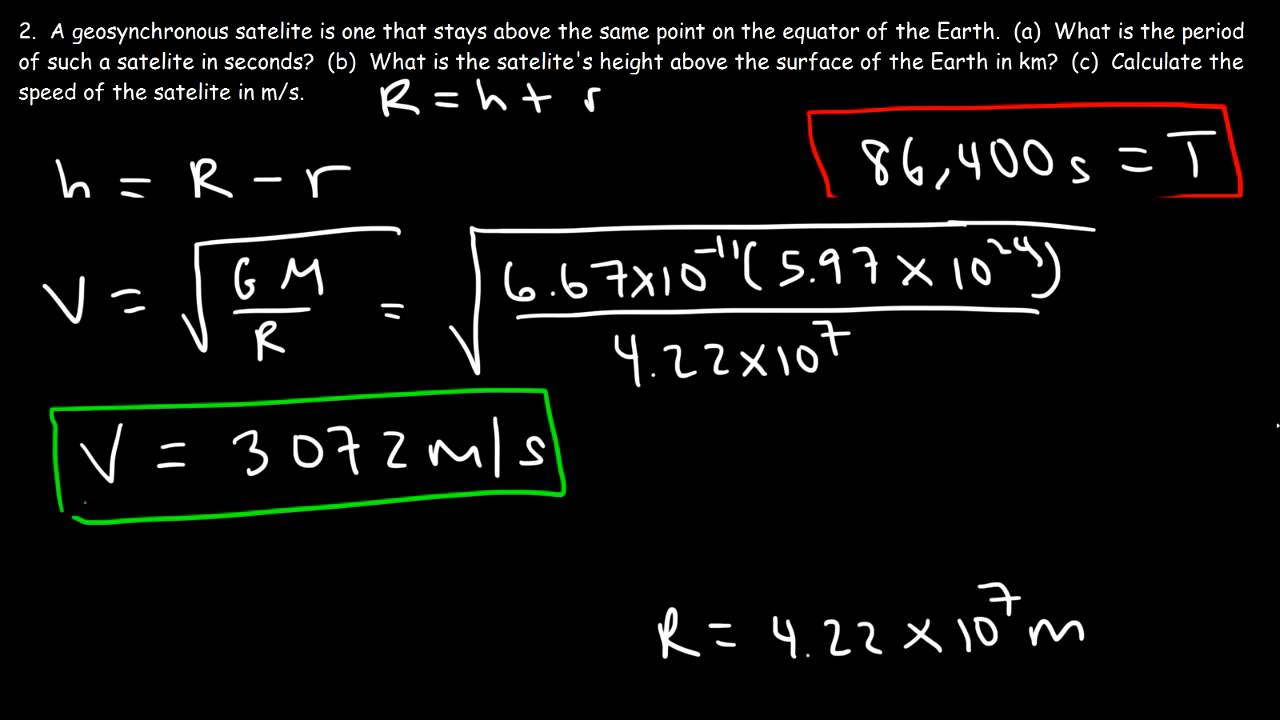 2. A geosynchronous satelite is one that stays above the same point on the equator of the Earth. (a) What is the period
of such a satelite in seconds? (b) What is the satelite's height above the surface of the Earth in km? (c) Calculate the
speed of the satelite in m/s.
R = h + r
86,400 s = T
h = R - r
V = √(GM/R) = √(6.67x10⁻¹¹(5.97 x 10²⁴)/4.22x10⁷)
V = 3072 m/s
R = 4.22 x 10⁷ m